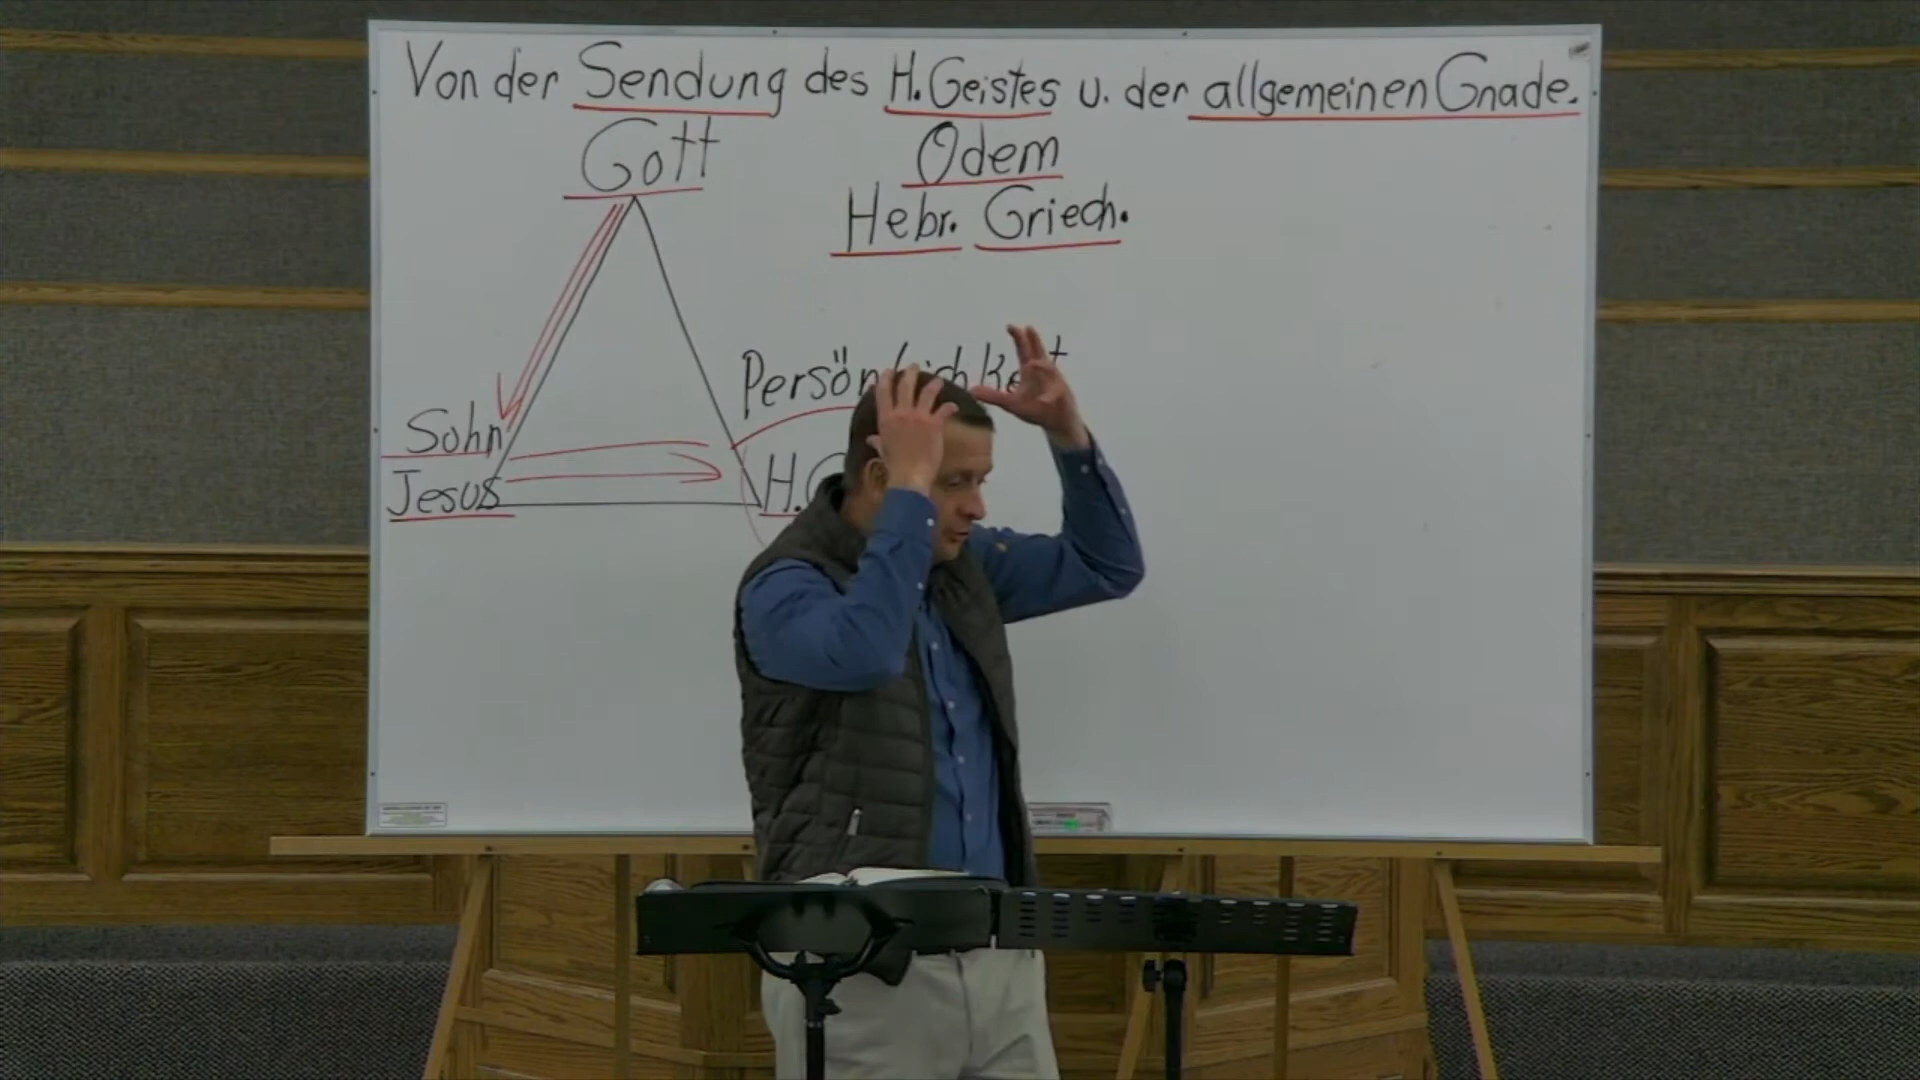 Von der Sendung des H. Geistes u. der allgemeinen Gnade.
Gott
Odem
Hebr. Griech.
Sohn
Jesus
H.